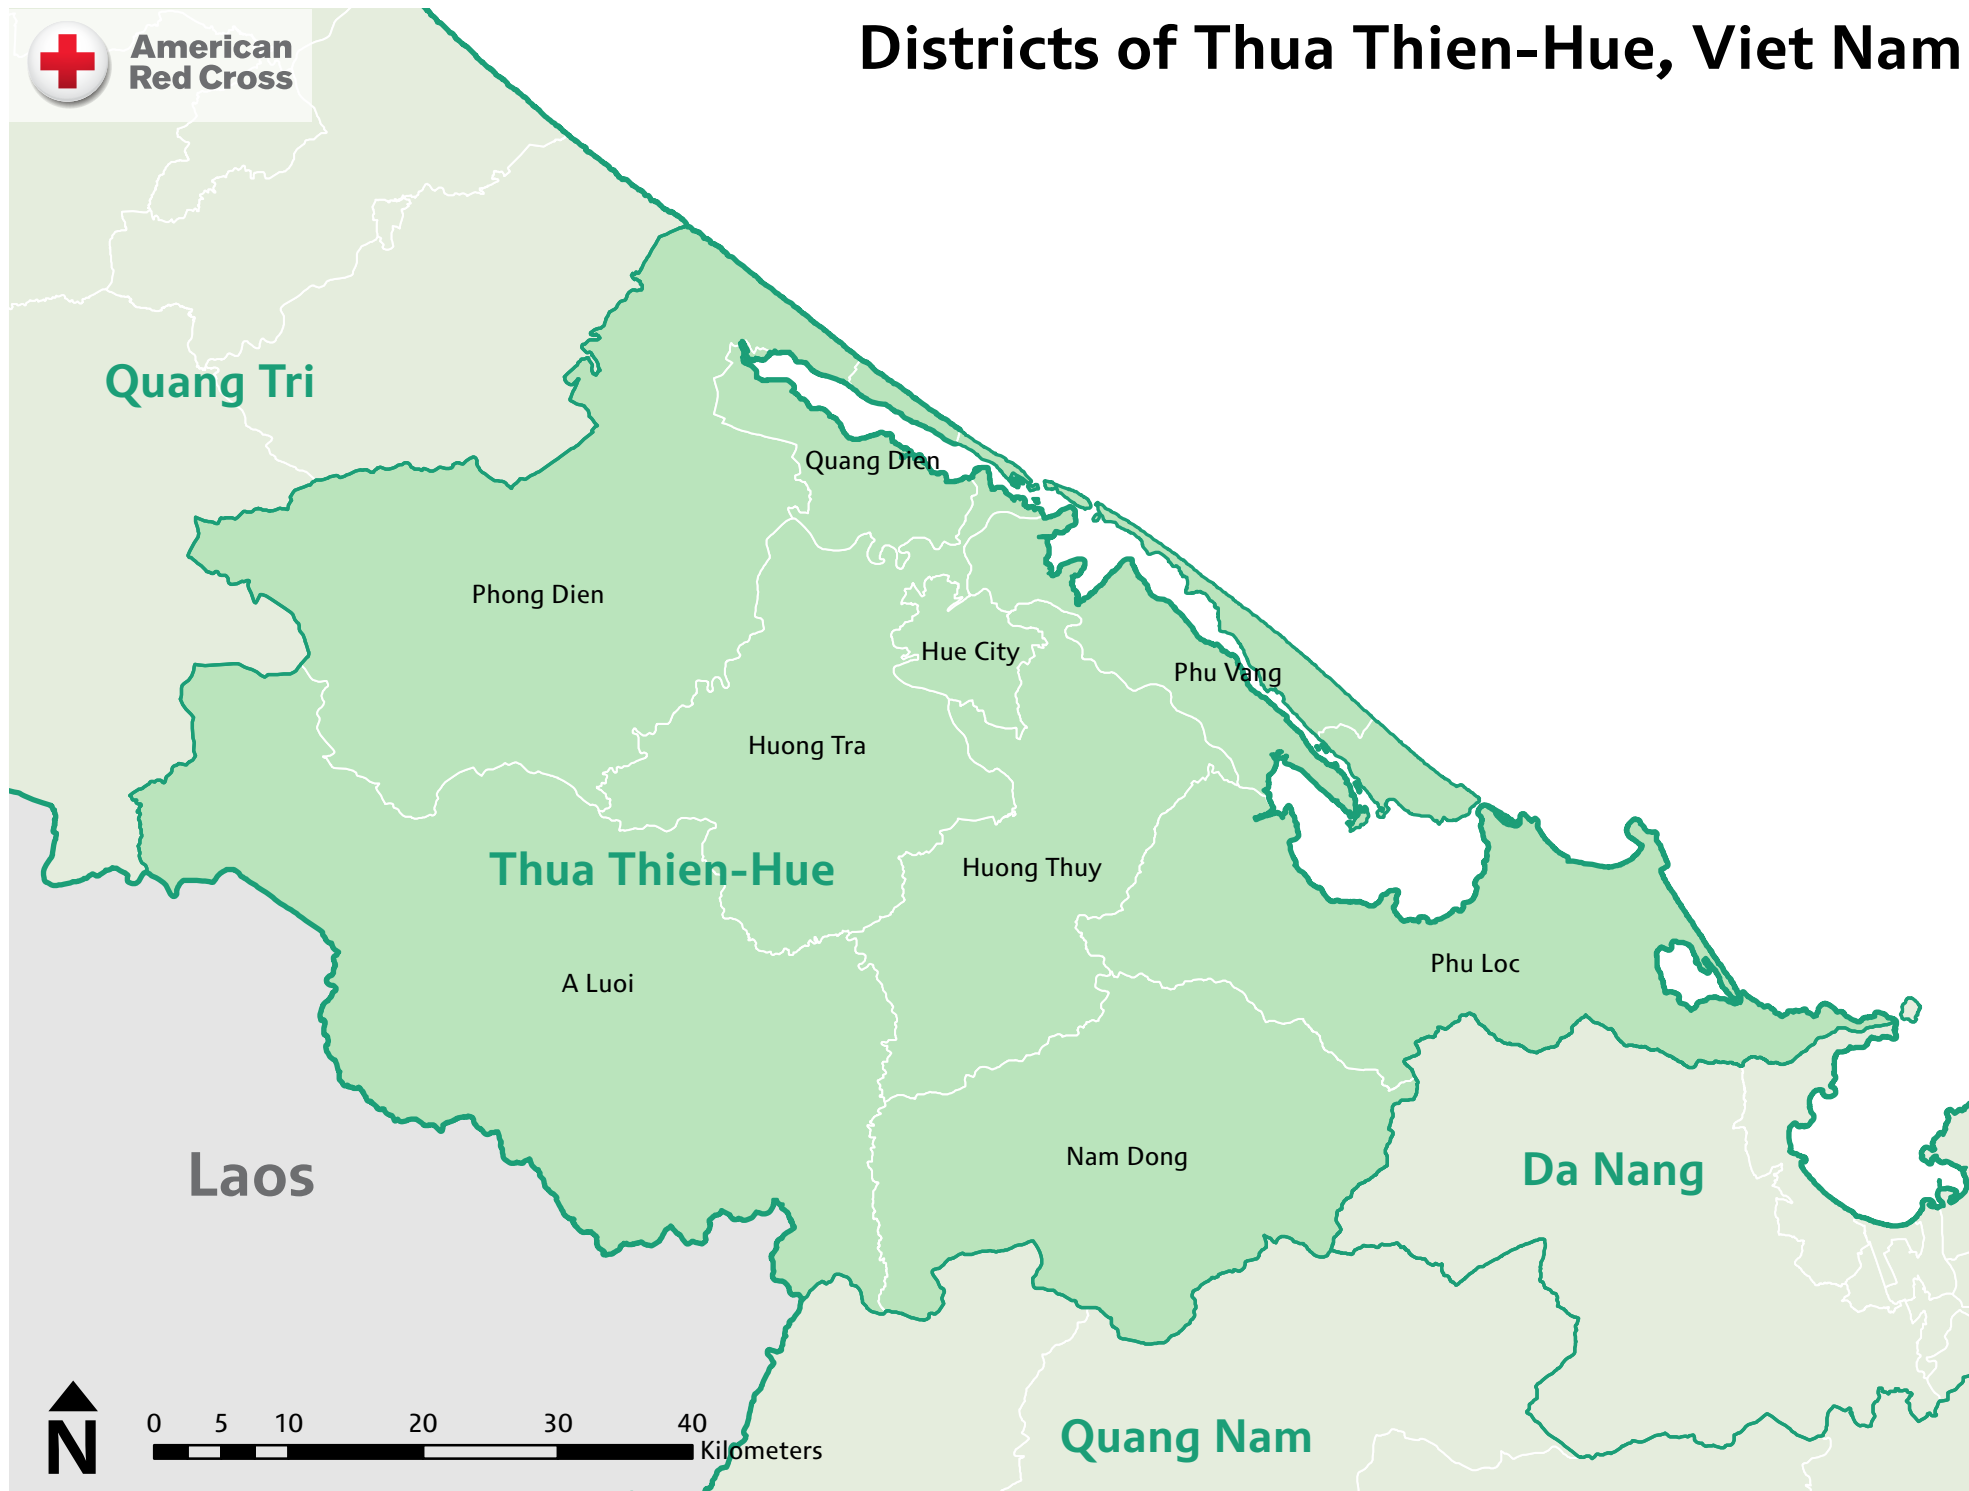 American
Red Cross
Districts of Thua Thien-Hue, Viet Nam
Quang Tri
Quang Dien
Phong Dien
Hue City
Phu Vang
Huong Tra
Thua Thien-Hue
Huong Thuy
Phu Loc
A Luoi
Nam Dong
Laos
Da Nang
N
0 5 10 20 30 40
Kilometers
Quang Nam